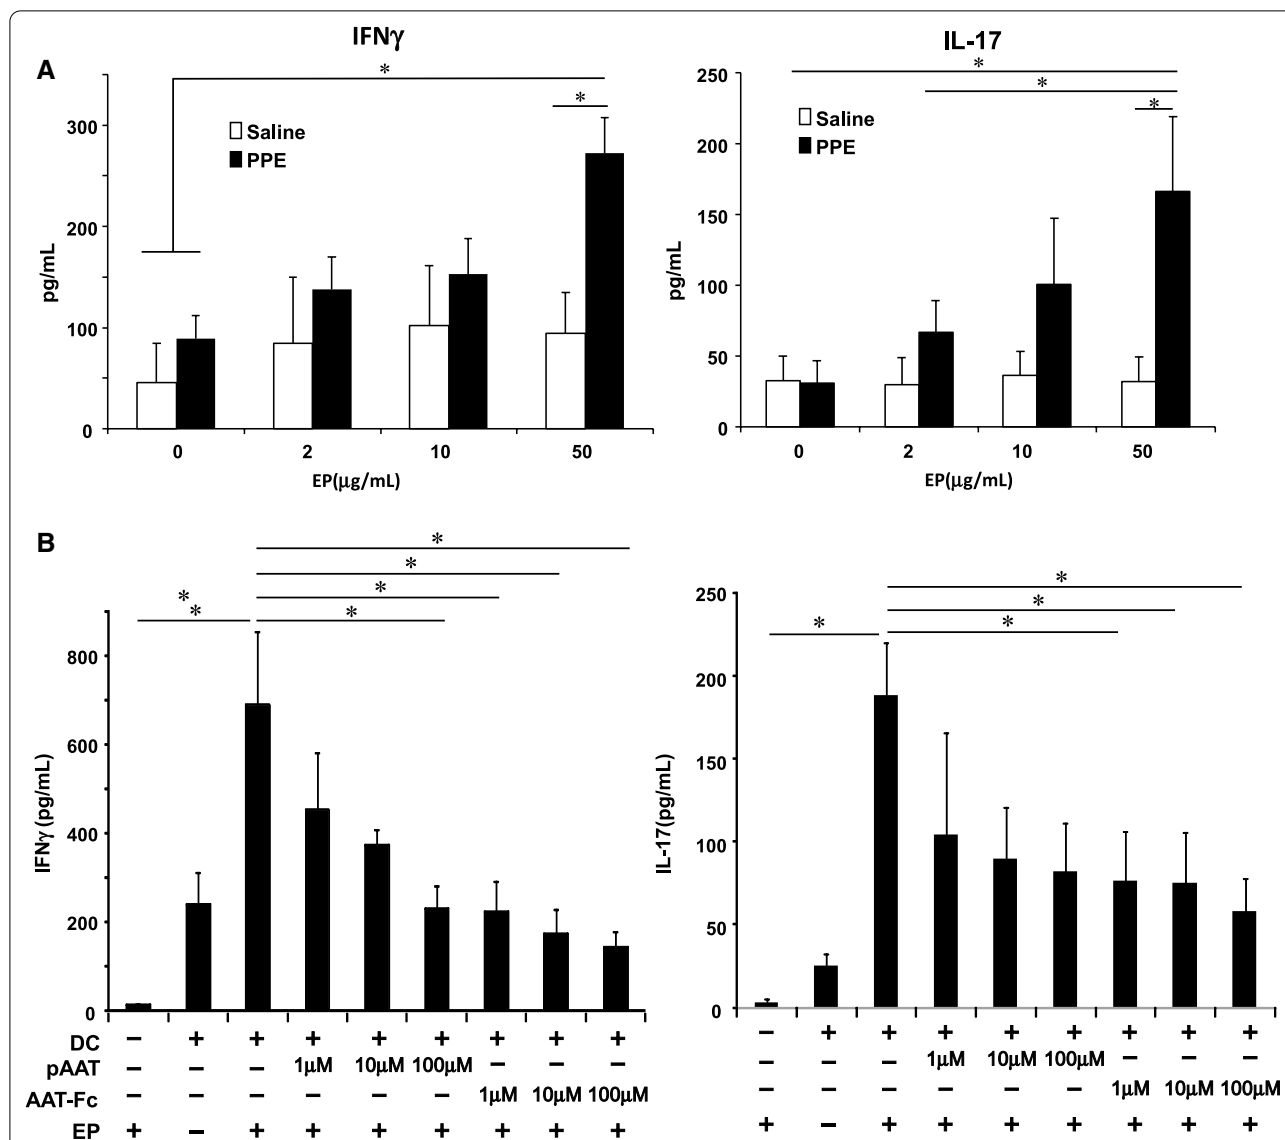 A
IFNγ
*
*
Saline
PPE
pg/mL
300
200
100
0
0 2 10 50
EP(μg/mL)
IL-17
*
*
*
Saline
PPE
pg/mL
250
200
150
100
50
0
0 2 10 50
EP(μg/mL)
B
*
*
*
*
*
*
IFNγ (pg/mL)
800
600
400
200
0
DC − + + + + + + + +
pAAT − − − 1μM 10μM 100μM − − −
AAT-Fc − − − − − − 1μM 10μM 100μM
EP + − + + + + + + +
*
*
*
*
IL-17(pg/mL)
250
200
150
100
50
0
− + + + + + + + +
− − − 1μM 10μM 100μM − − −
− − − − − − 1μM 10μM 100μM
+ − + + + + + + +